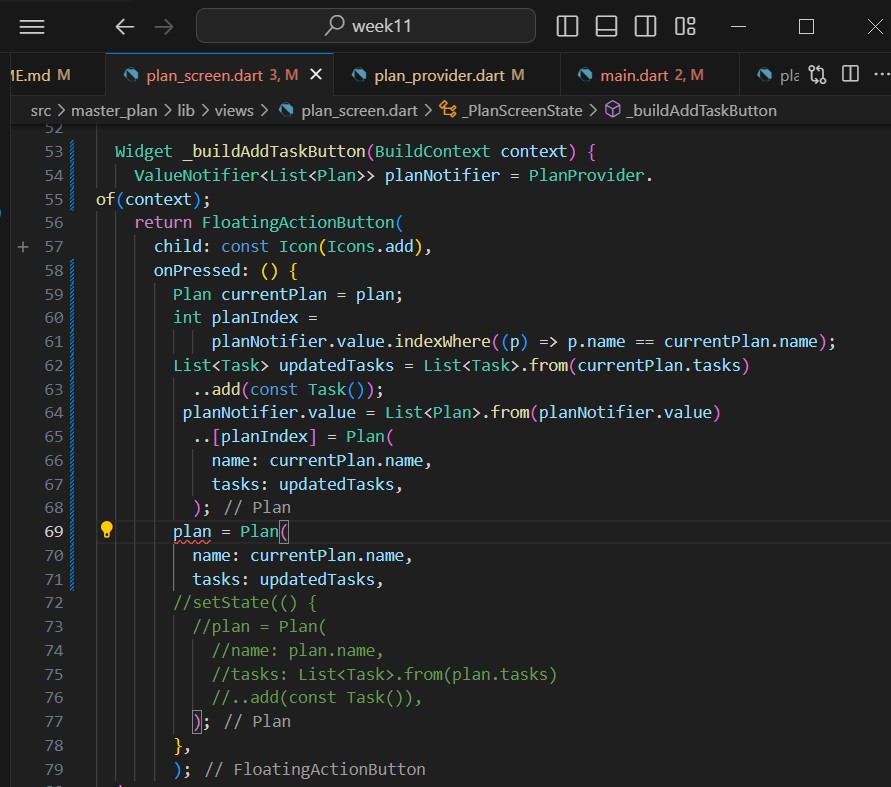 week11
E.md M
plan_screen.dart 3, M
plan_provider.dart M
main.dart 2, M
pla
src > master_plan > lib > views > plan_screen.dart > _PlanScreenState > _buildAddTaskButton
52
53 Widget _buildAddTaskButton(BuildContext context) {
54 ValueNotifier<List<Plan>> planNotifier = PlanProvider.
55 of(context);
56 return FloatingActionButton(
57 child: const Icon(Icons.add),
58 onPressed: () {
59 Plan currentPlan = plan;
60 int planIndex =
61 planNotifier.value.indexWhere((p) => p.name == currentPlan.name);
62 List<Task> updatedTasks = List<Task>.from(currentPlan.tasks)
63 ..add(const Task());
64 planNotifier.value = List<Plan>.from(planNotifier.value)
65 ..[planIndex] = Plan(
66 name: currentPlan.name,
67 tasks: updatedTasks,
68 ); // Plan
69 plan = Plan(
70 name: currentPlan.name,
71 tasks: updatedTasks,
72 //setState(() {
73 //plan = Plan(
74 //name: plan.name,
75 //tasks: List<Task>.from(plan.tasks)
76 //..add(const Task()),
77 ); // Plan
78 },
79 ); // FloatingActionButton